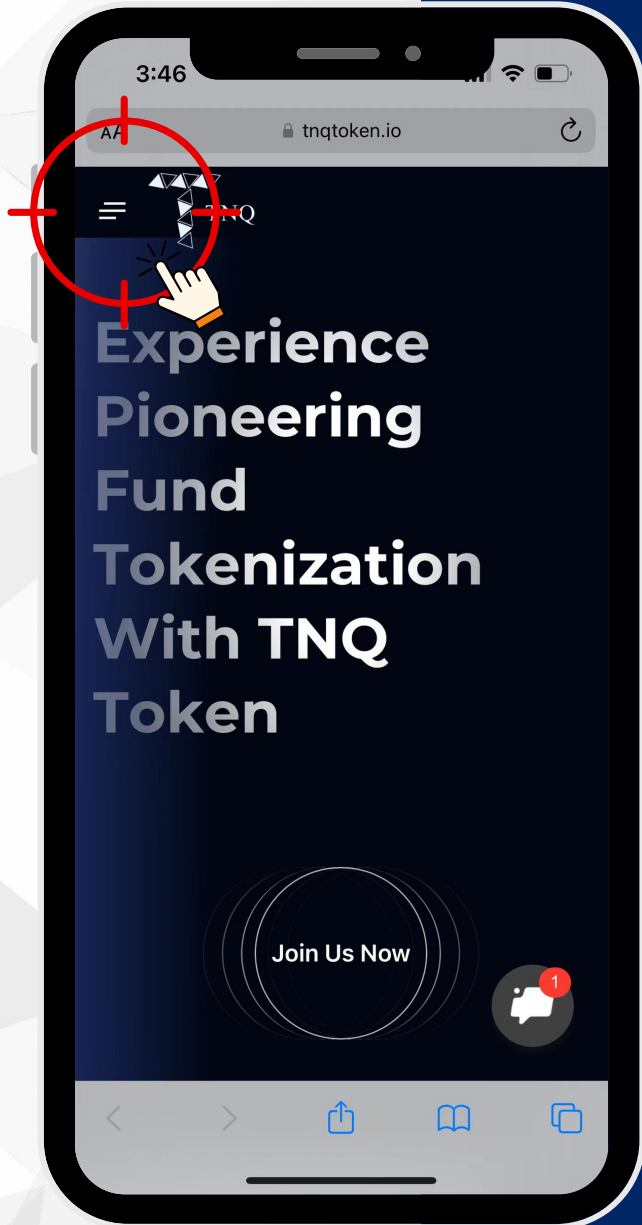 3:46
AA
tnqtoken.io
TNQ
Experience
Pioneering
Fund
Tokenization
With TNQ
Token
Join Us Now
1